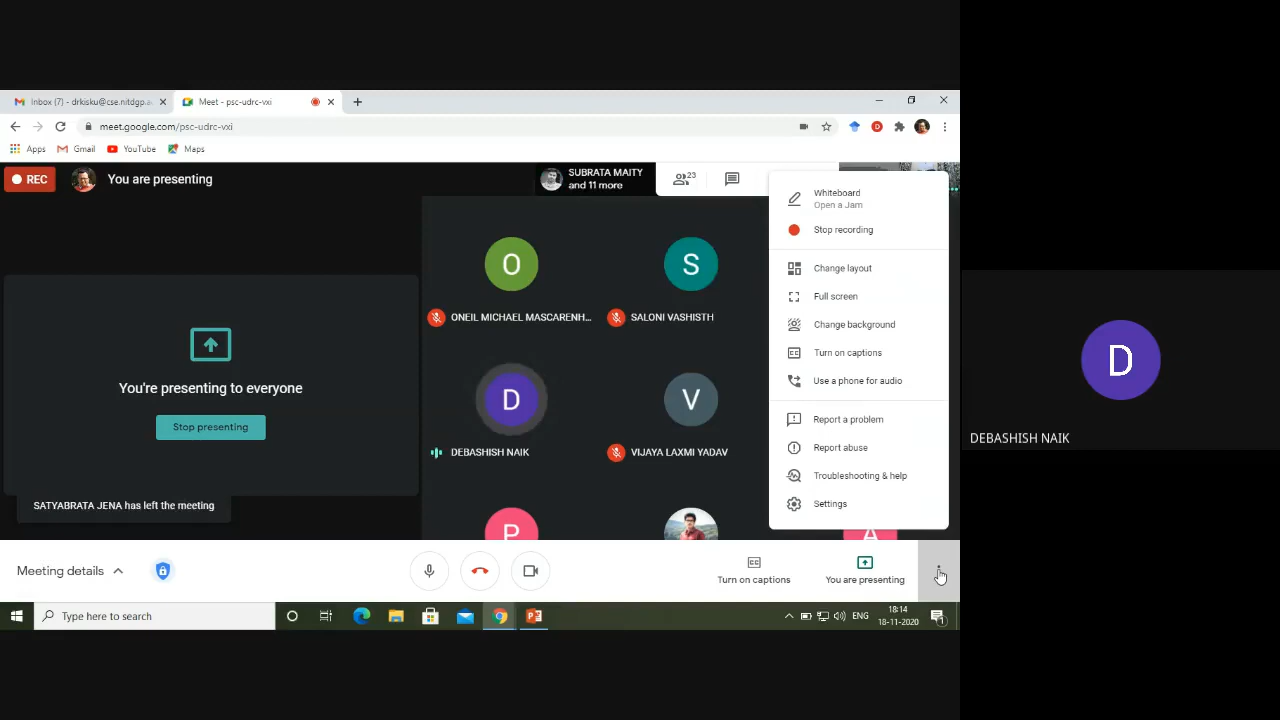 Inbox (7) - drkisku@cse.nitdgp.a
Meet - psc-udrc-vxi
meet.google.com/psc-udrc-vxi
Apps
Gmail
YouTube
Maps
REC
You are presenting
SUBRATA MAITY
and 11 more
23
Whiteboard
Open a Jam
Stop recording
Change layout
Full screen
Change background
Turn on captions
Use a phone for audio
Report a problem
Report abuse
Troubleshooting & help
Settings
O
ONEIL MICHAEL MASCARENH...
S
SALONI VASHISTH
You're presenting to everyone
Stop presenting
D
DEBASHISH NAIK
V
VIJAYA LAXMI YADAV
SATYABRATA JENA has left the meeting
P
A
D
DEBASHISH NAIK
Meeting details
Turn on captions
You are presenting
Type here to search
ENG
18:14
18-11-2020
1